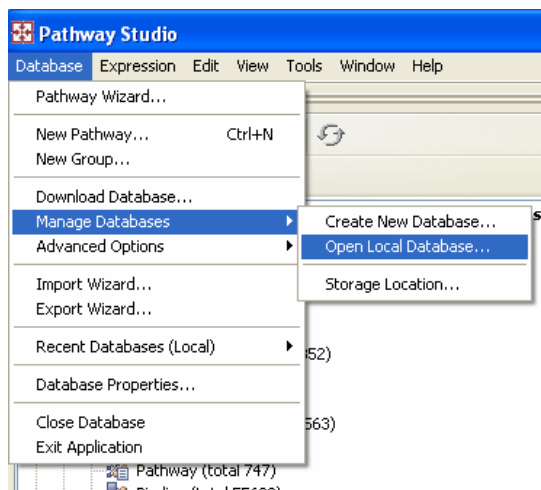 Pathway Studio
Database Expression Edit View Tools Window Help
Pathway Wizard...
New Pathway... Ctrl+N
New Group...
Download Database...
Manage Databases
Create New Database...
Advanced Options
Open Local Database...
Import Wizard...
Storage Location...
Export Wizard...
Recent Databases (Local)
352)
Database Properties...
Close Database
563)
Exit Application
Pathway (total 747)